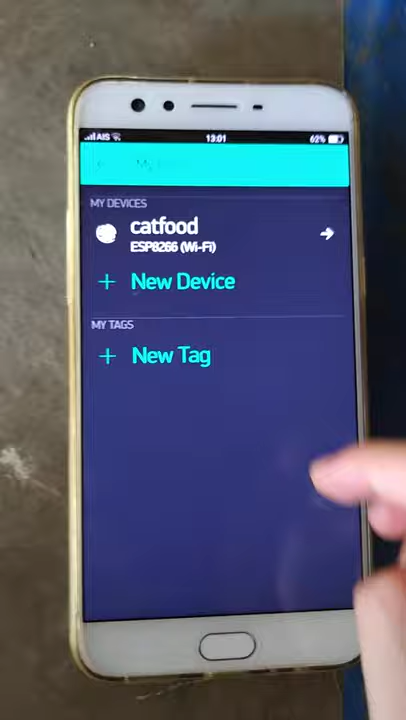 AIS 13:01 62%
MY DEVICES
catfood
ESP8266 (Wi-Fi)
+ New Device
MY TAGS
+ New Tag